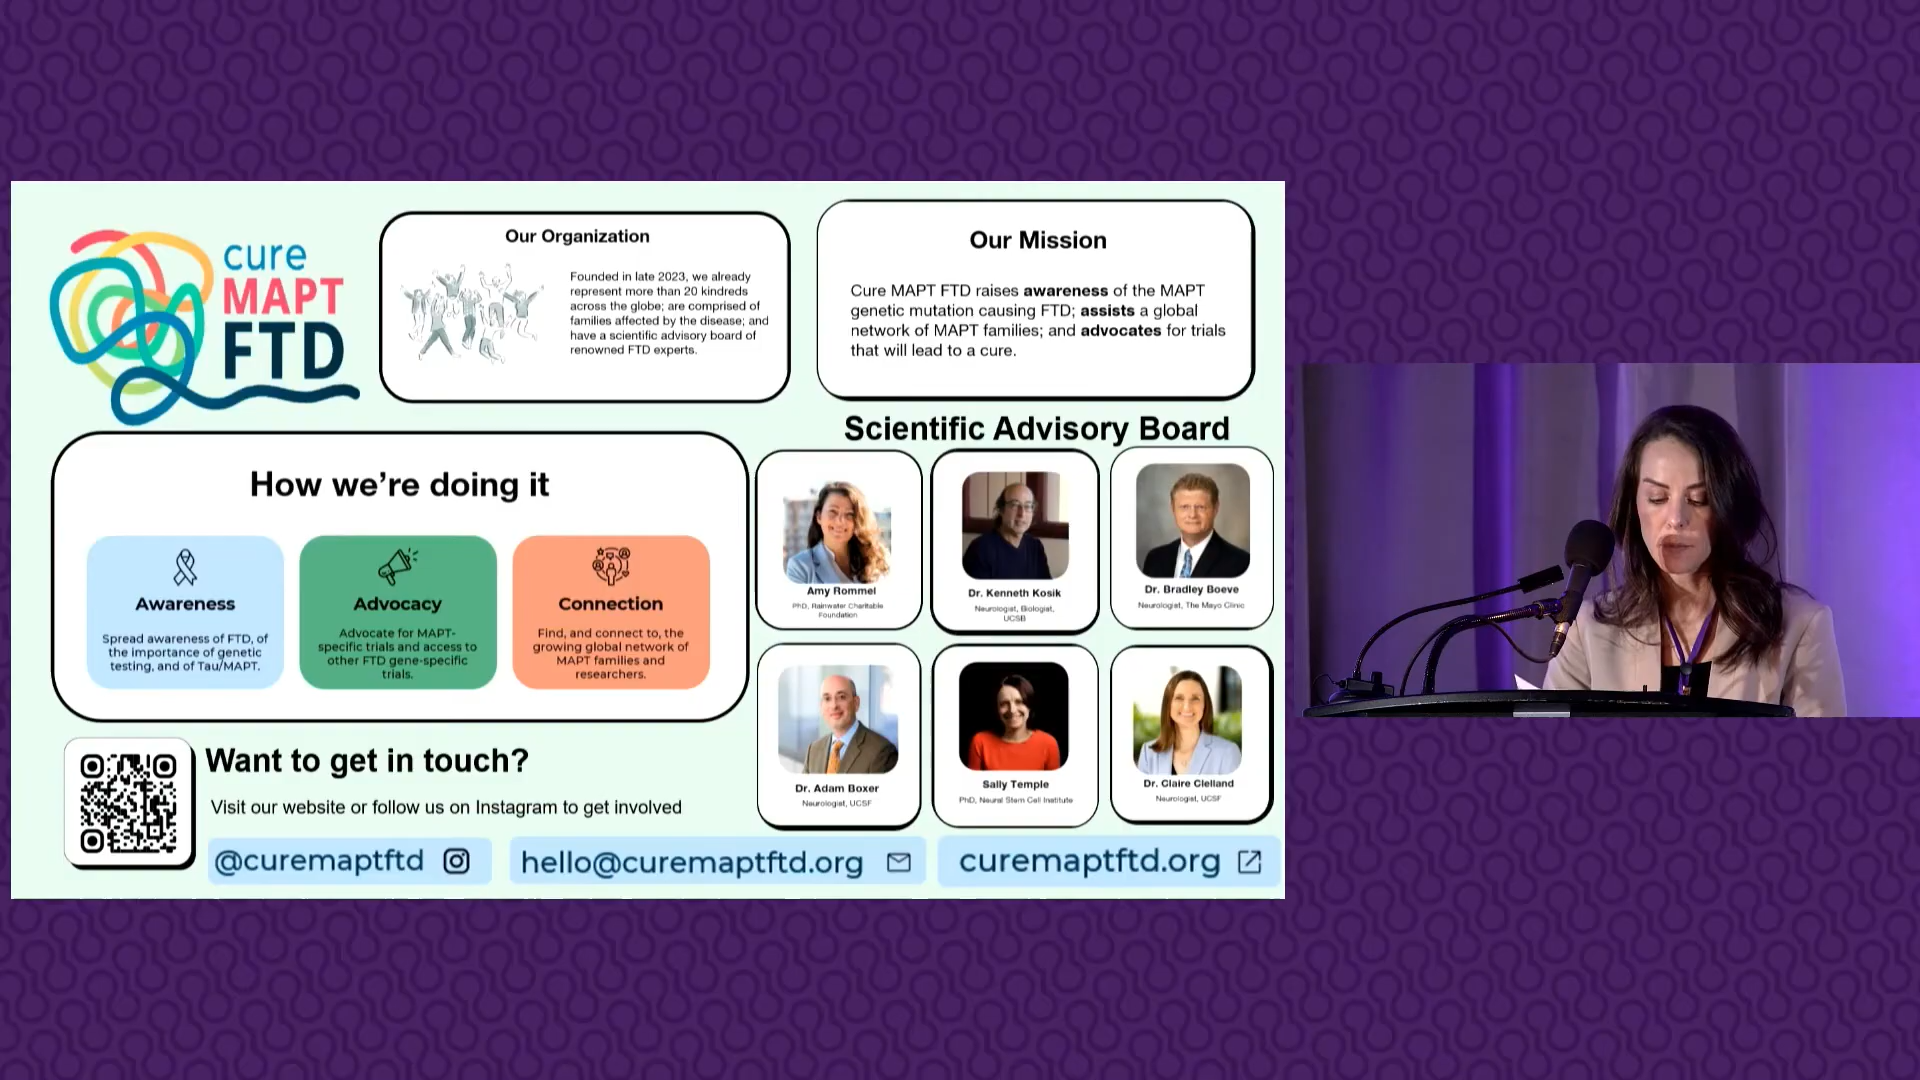 cure
MAPT
FTD
Our Organization
Founded in late 2023, we already
represent more than 20 kindreds
across the globe; are comprised of
families affected by the disease; and
have a scientific advisory board of
renowned FTD experts.
Our Mission
Cure MAPT FTD raises awareness of the MAPT
genetic mutation causing FTD; assists a global
network of MAPT families; and advocates for trials
that will lead to a cure.
How we're doing it
Awareness
Spread awareness of FTD, of
the importance of genetic
testing, and of Tau/MAPT.
Advocacy
Advocate for MAPT-
specific trials and access to
other FTD gene-specific
trials.
Connection
Find, and connect to, the
growing global network of
MAPT families and
researchers.
Scientific Advisory Board
Amy Rommel
PhD, Rainwater Charitable
Foundation
Dr. Kenneth Kosik
Neurologist, Biologist,
UCSB
Dr. Bradley Boeve
Neurologist, The Mayo Clinic
Dr. Adam Boxer
Neurologist, UCSF
Sally Temple
PhD, Neural Stem Cell Institute
Dr. Claire Clelland
Neurologist, UCSF
Want to get in touch?
Visit our website or follow us on Instagram to get involved
@curemaptftd
hello@curemaptftd.org
curemaptftd.org